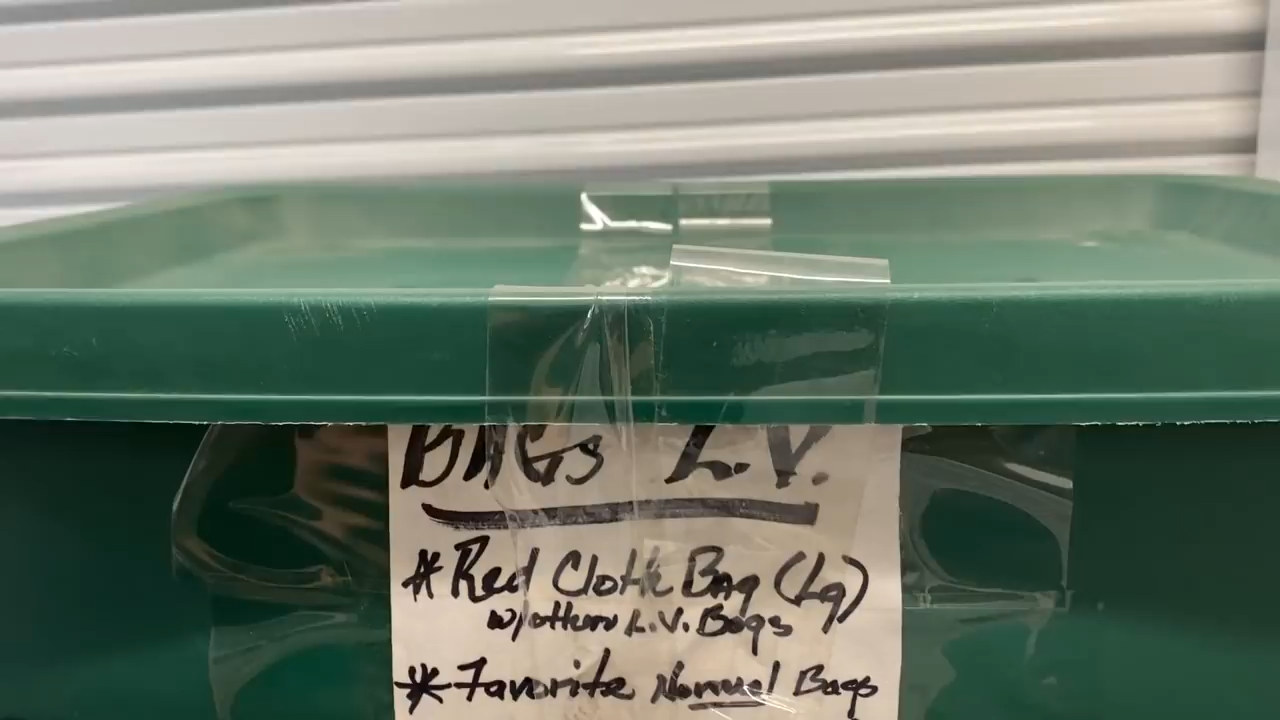 BAGS L.V.
* Red Cloth Bag (Lg)
w/other L.V. Bags
* Favorite Normal Bags